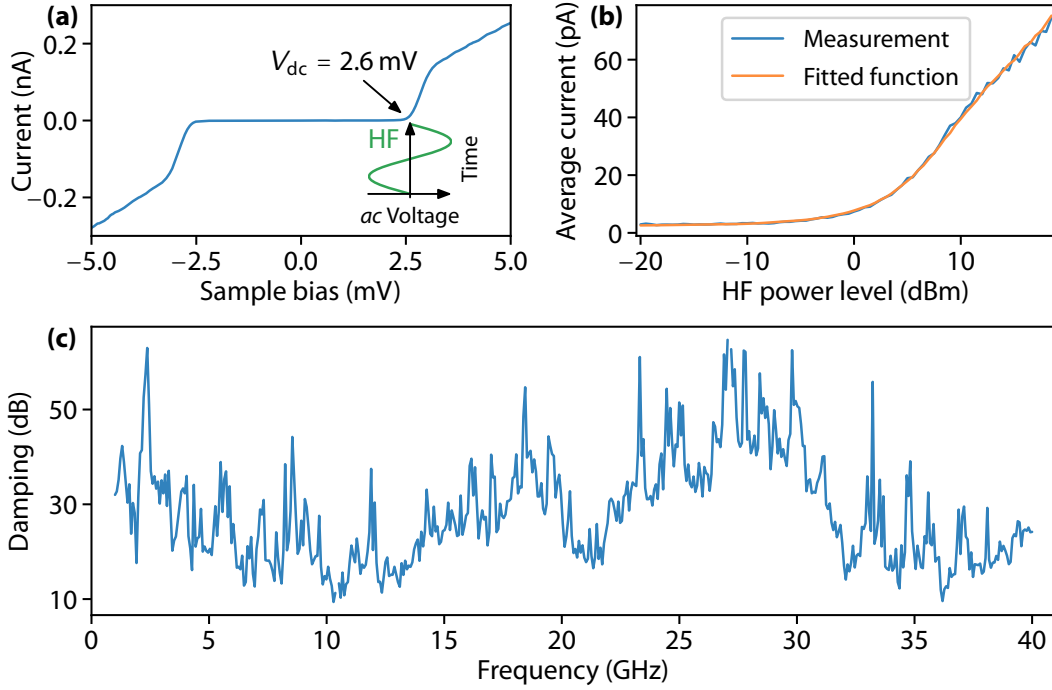 (a)
0.2
0.0
−0.2
Current (nA)
V_dc = 2.6 mV
HF
Time
ac Voltage
−5.0 −2.5 0.0 2.5 5.0
Sample bias (mV)
(b)
60
40
20
0
Average current (pA)
Measurement
Fitted function
−20 −10 0 10
HF power level (dBm)
(c)
50
30
10
Damping (dB)
0 5 10 15 20 25 30 35 40
Frequency (GHz)